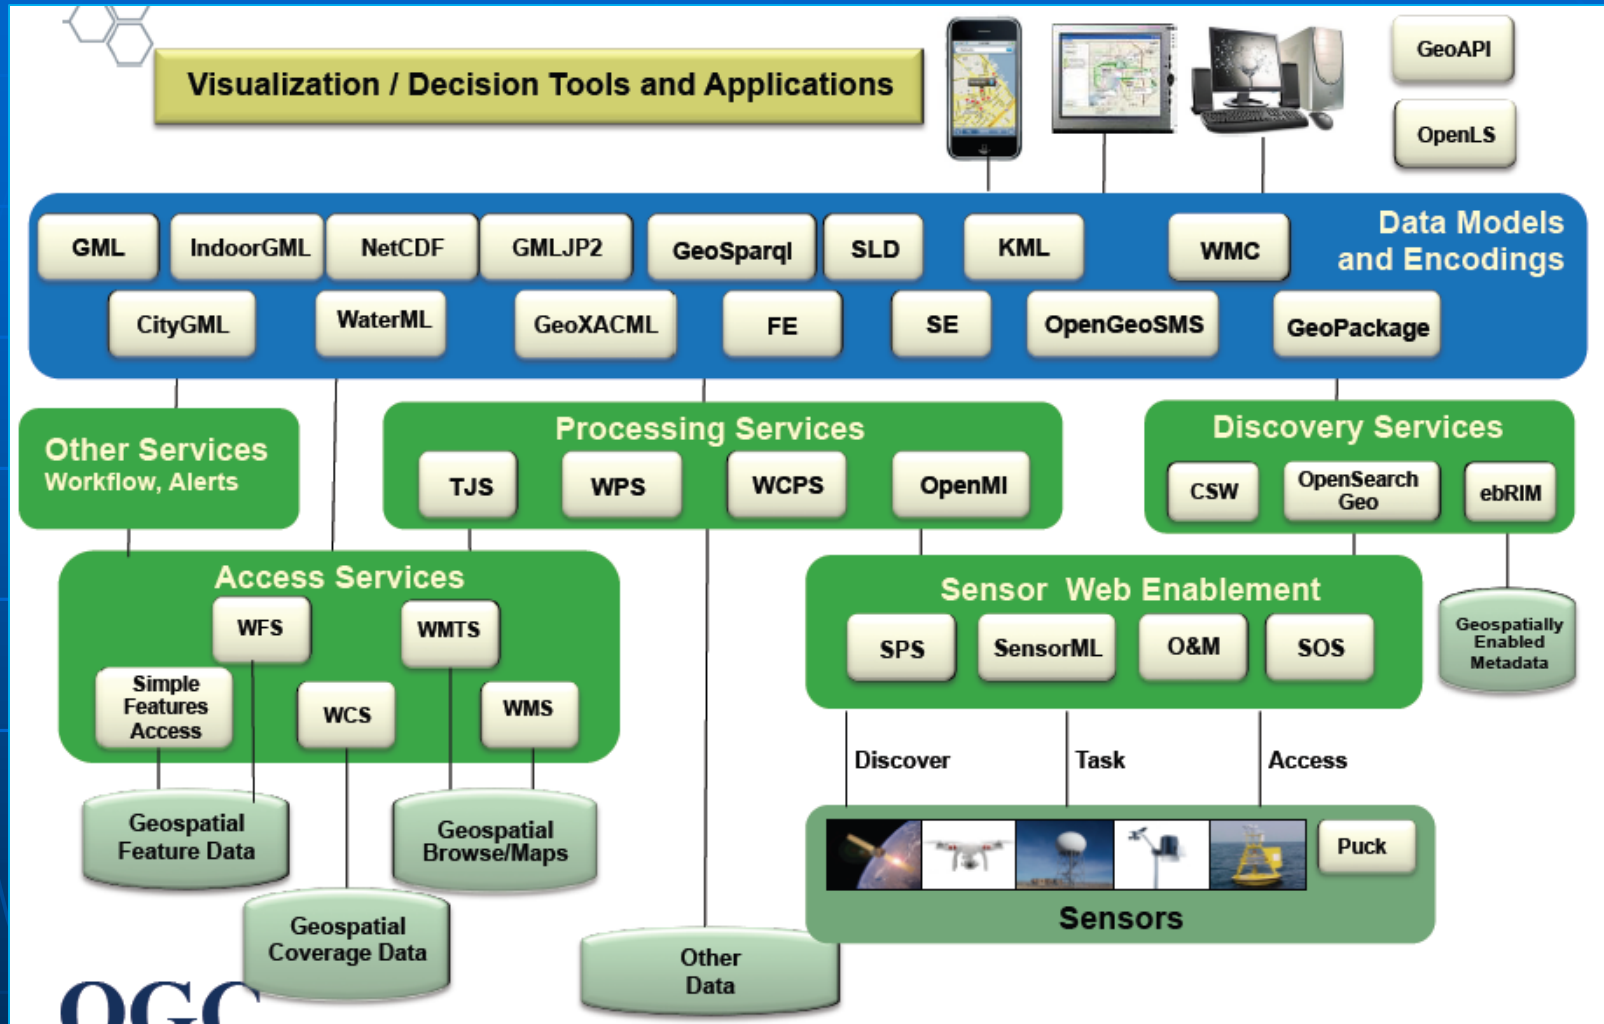 Visualization / Decision Tools and Applications
GeoAPI
OpenLS
Data Models
and Encodings
GML
IndoorGML
NetCDF
GMLJP2
GeoSparql
SLD
KML
WMC
CityGML
WaterML
GeoXACML
FE
SE
OpenGeoSMS
GeoPackage
Other Services
Workflow, Alerts
Processing Services
TJS
WPS
WCPS
OpenMI
Discovery Services
CSW
OpenSearch
Geo
ebRIM
Access Services
WFS
WMTS
Simple
Features
Access
WCS
WMS
Sensor Web Enablement
SPS
SensorML
O&M
SOS
Geospatially
Enabled
Metadata
Discover
Task
Access
Geospatial
Feature Data
Geospatial
Browse/Maps
Geospatial
Coverage Data
Other
Data
Puck
Sensors
OGC